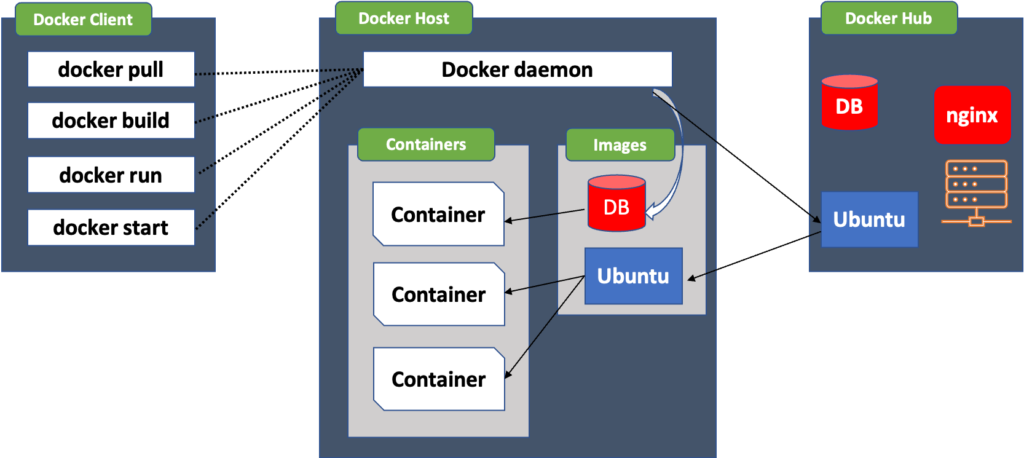 Docker Client
docker pull
docker build
docker run
docker start
Docker Host
Docker daemon
Containers
Container
Container
Container
Images
DB
Ubuntu
Docker Hub
DB
nginx
Ubuntu